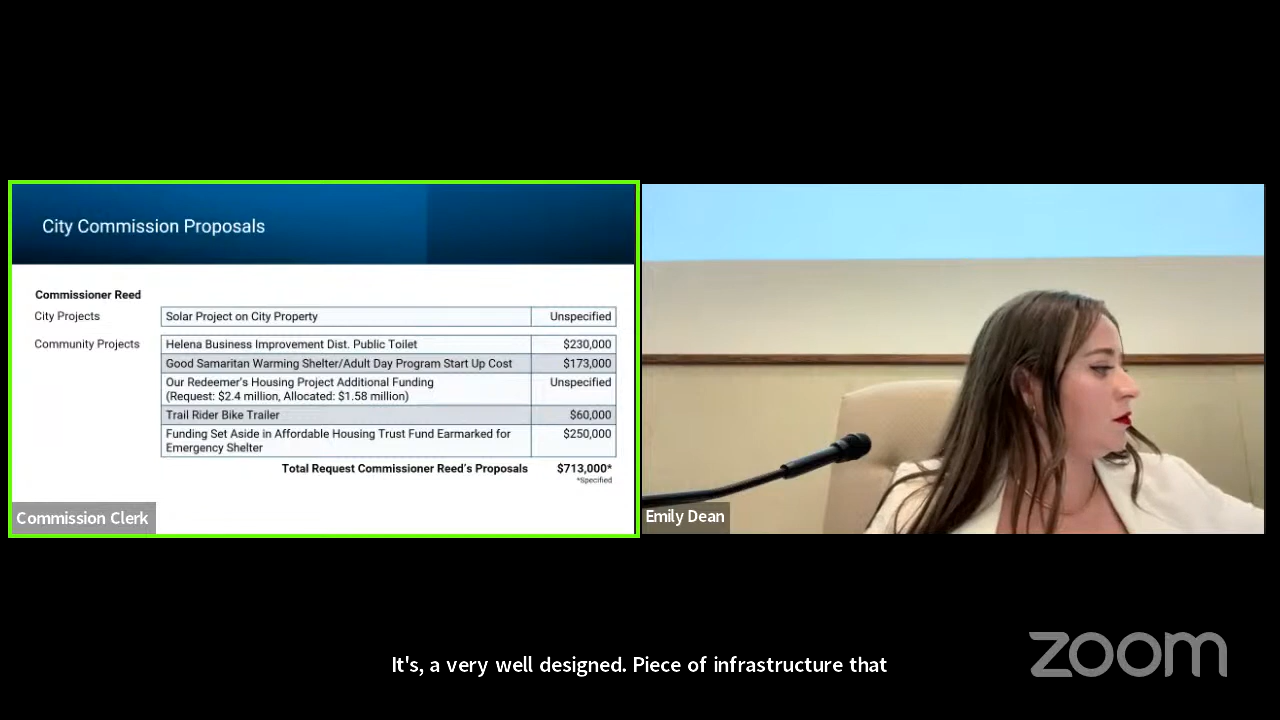 City Commission Proposals
Commissioner Reed
City Projects
Solar Project on City Property
Unspecified
Community Projects
Helena Business Improvement Dist. Public Toilet
$230,000
Good Samaritan Warming Shelter/Adult Day Program Start Up Cost
$173,000
Our Redeemer's Housing Project Additional Funding
(Request: $2.4 million, Allocated: $1.58 million)
Unspecified
Trail Rider Bike Trailer
$60,000
Funding Set Aside in Affordable Housing Trust Fund Earmarked for
Emergency Shelter
$250,000
Total Request Commissioner Reed's Proposals
$713,000*
*Specified
Commission Clerk
Emily Dean
It's, a very well designed. Piece of infrastructure that
zoom